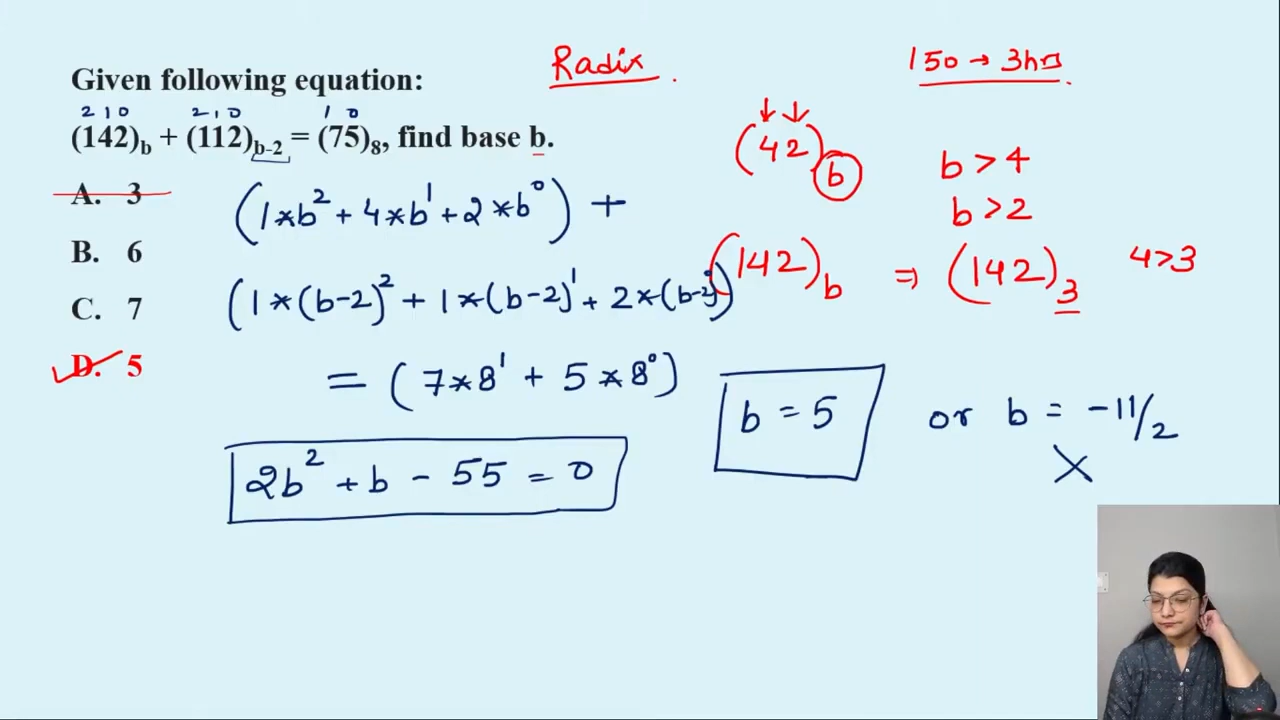 Radix
150 → 3hrs
Given following equation:
2 1 0 2 1 0 1 0
(142)b + (112)b-2 = (75)8, find base b.
A. 3
B. 6
C. 7
D. 5
(1*b² + 4*b¹ + 2*b⁰) +
(1*(b-2)² + 1*(b-2)¹ + 2*(b-2)⁰)
= (7*8¹ + 5*8⁰)
2b² + b - 55 = 0
b = 5 or b = -11/2
X
(42)b
b > 4
b > 2
(142)b ⇒ (142)3 4>3